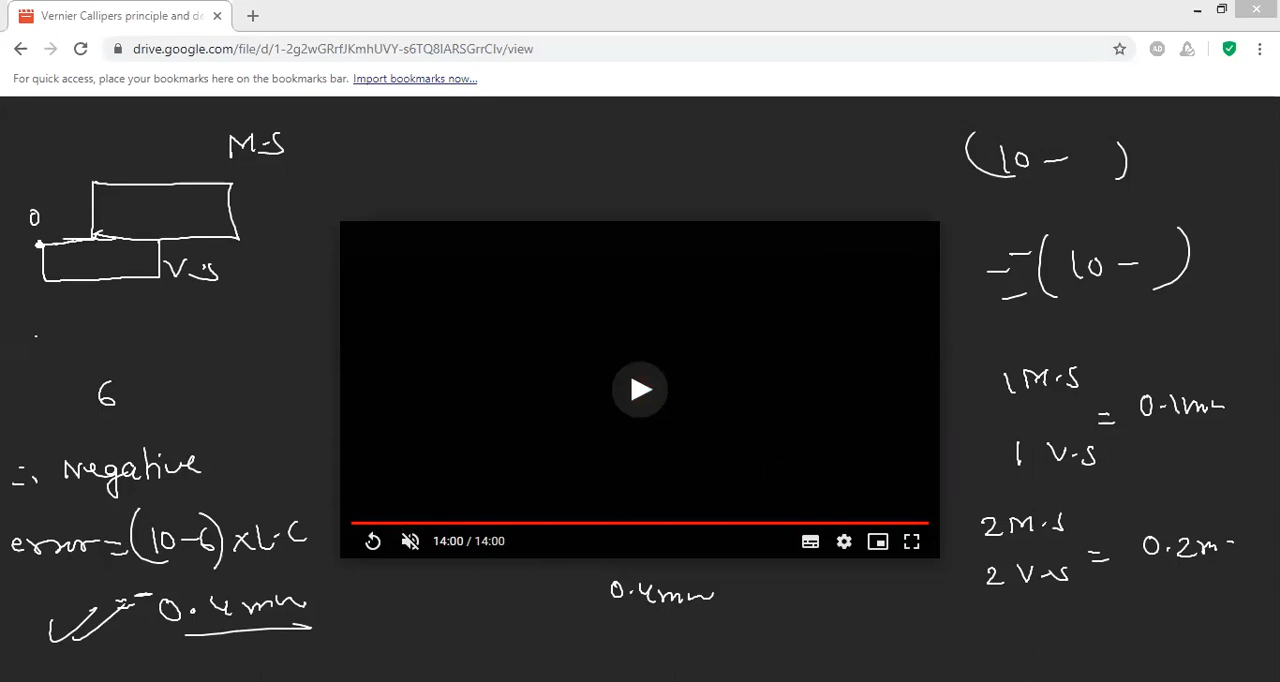 Vernier Callipers principle and de
drive.google.com/file/d/1-2g2wGRrfJKmhUVY-s6TQ8IARSGrrCIv/view
For quick access, place your bookmarks here on the bookmarks bar. Import bookmarks now...
M-S
0
V-S
6
∴ Negative
error = (10-6) x L.C
= - 0.4 mm
14:00 / 14:00
0.4mm
(10 - )
= (10 - )
1 M.S
= 0.1mm
1 V.S
2 M.S
= 0.2m
2 V.S